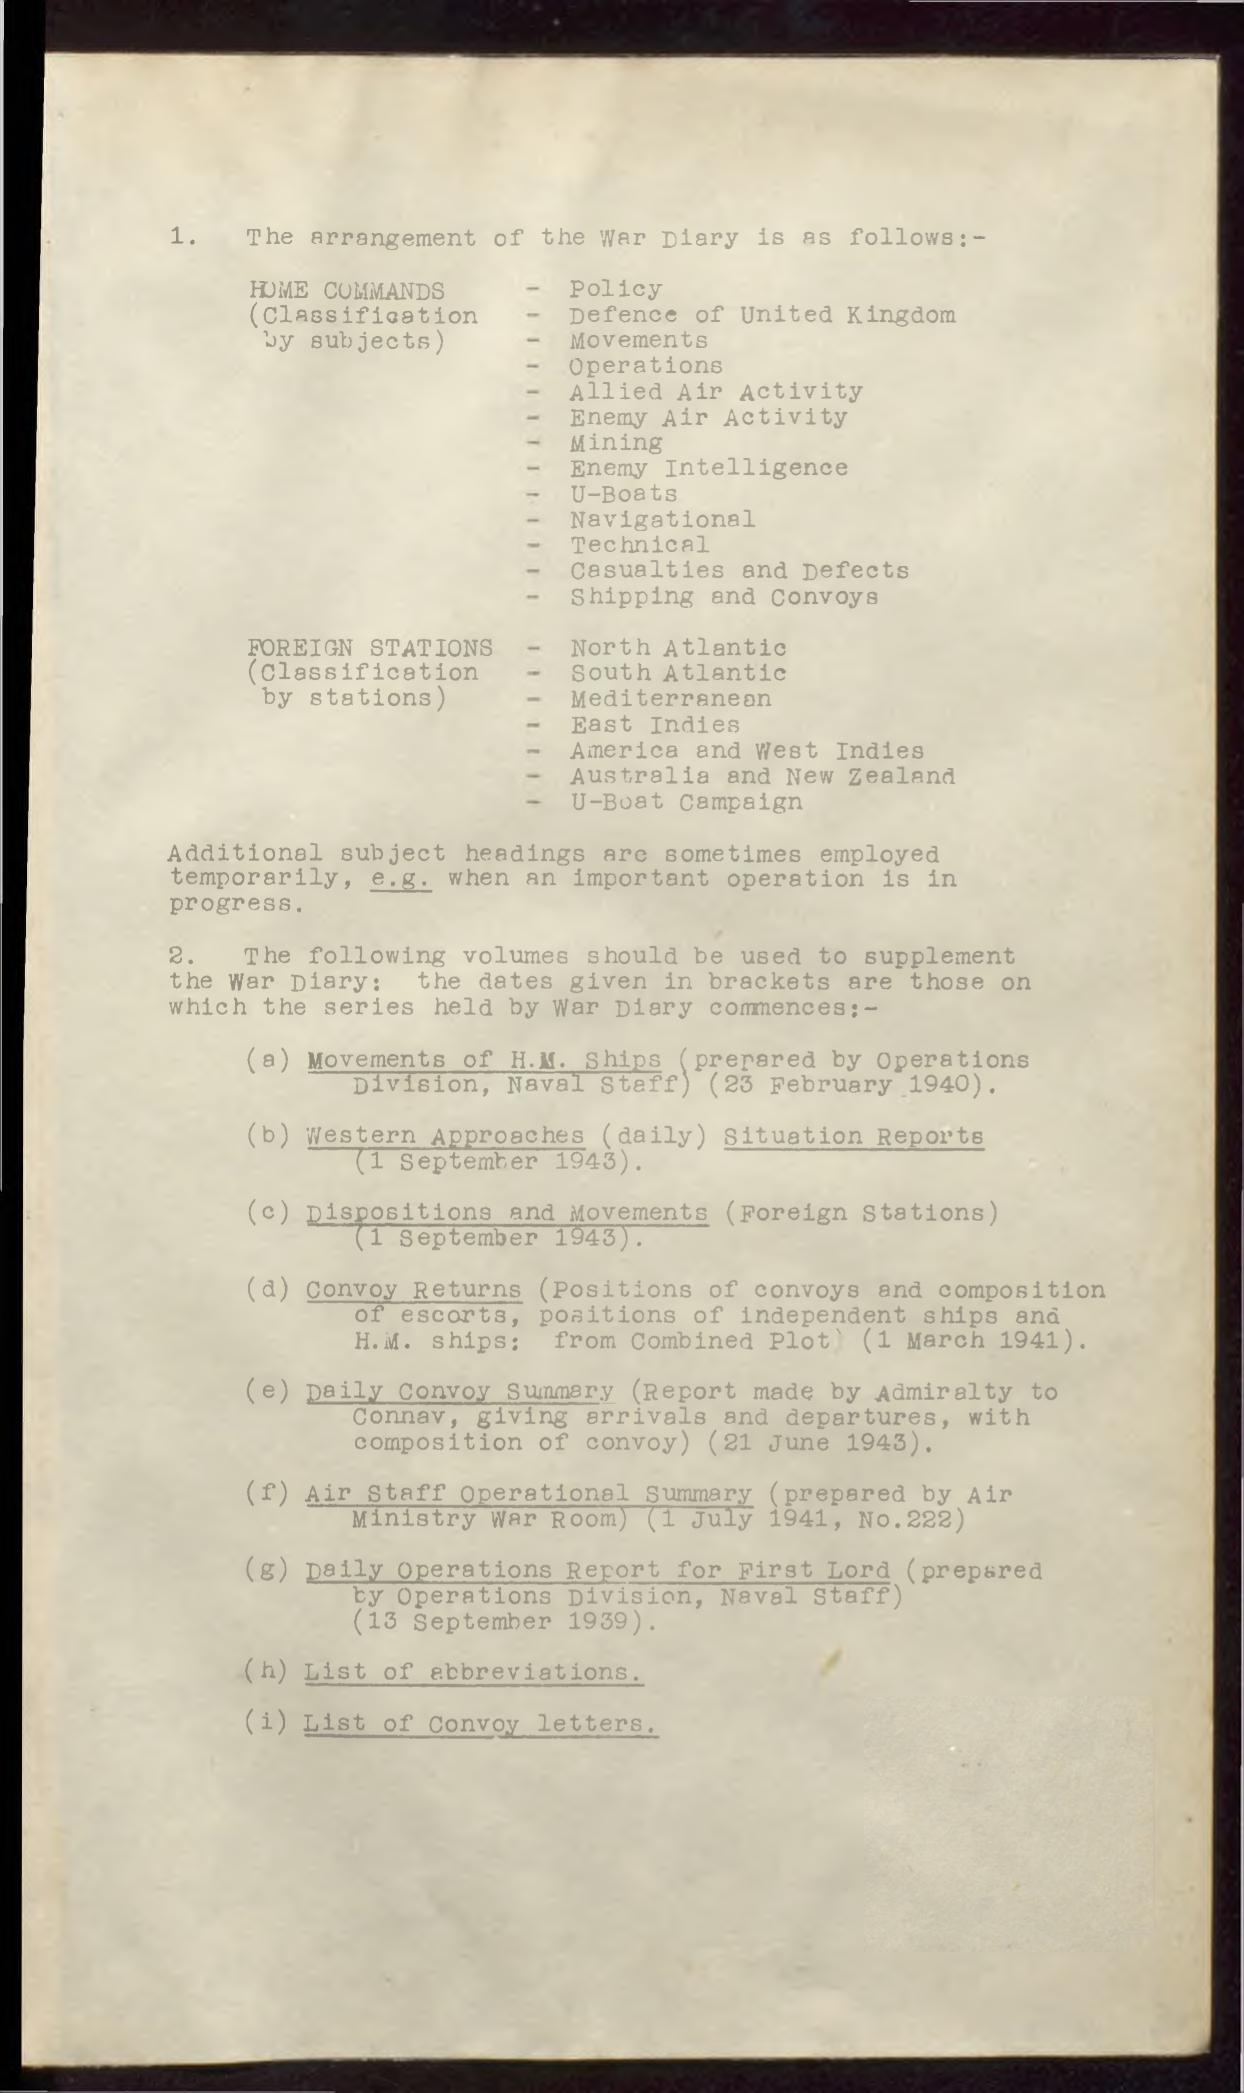 1. The arrangement of the War Diary is as follows:-
HOME COMMANDS - Policy
(Classification - Defence of United Kingdom
by subjects) - Movements
- Operations
- Allied Air Activity
- Enemy Air Activity
- Mining
- Enemy Intelligence
- U-Boats
- Navigational
- Technical
- Casualties and Defects
- Shipping and Convoys
FOREIGN STATIONS - North Atlantic
(Classification - South Atlantic
by stations) - Mediterranean
- East Indies
- America and West Indies
- Australia and New Zealand
- U-Boat Campaign
Additional subject headings are sometimes employed
temporarily, e.g. when an important operation is in
progress.
2. The following volumes should be used to supplement
the War Diary: the dates given in brackets are those on
which the series held by War Diary commences:-
(a) Movements of H.M. Ships (prepared by Operations
Division, Naval Staff) (23 February 1940).
(b) Western Approaches (daily) Situation Reports
(1 September 1943).
(c) Dispositions and Movements (Foreign Stations)
(1 September 1943).
(d) Convoy Returns (Positions of convoys and composition
of escorts, positions of independent ships and
H.M. ships: from Combined Plot) (1 March 1941).
(e) Daily Convoy Summary (Report made by Admiralty to
Connav, giving arrivals and departures, with
composition of convoy) (21 June 1943).
(f) Air Staff Operational Summary (prepared by Air
Ministry War Room) (1 July 1941, No.222)
(g) Daily Operations Report for First Lord (prepared
by Operations Division, Naval Staff)
(13 September 1939).
(h) List of abbreviations.
(i) List of Convoy letters.